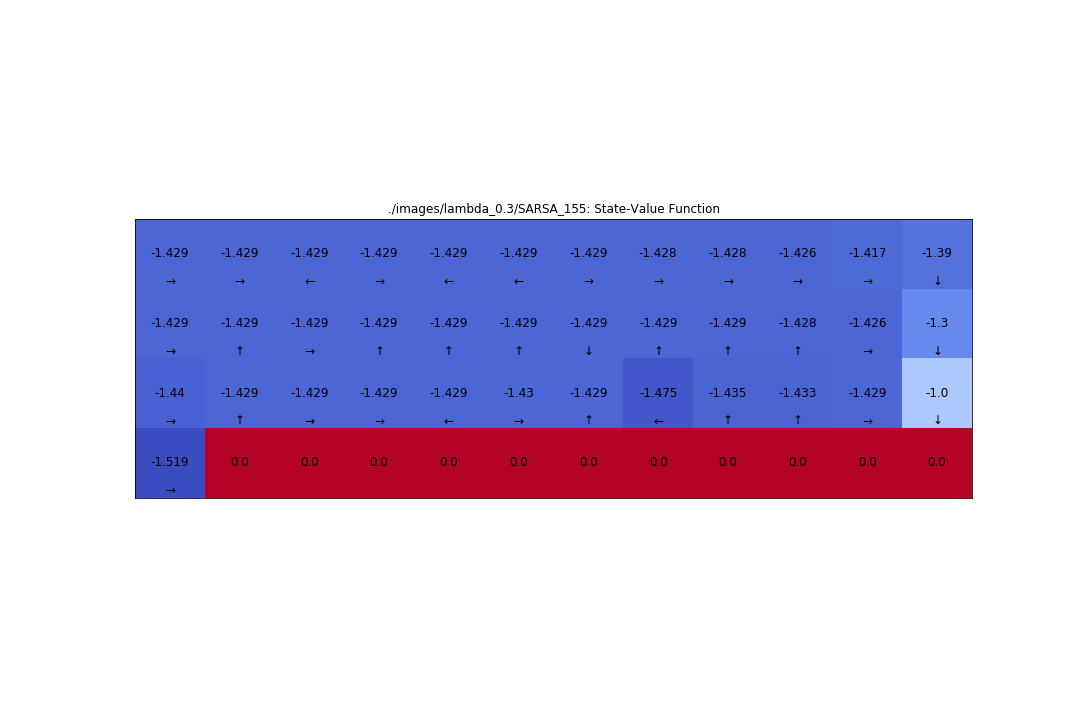 ./images/lambda_0.3/SARSA_155: State-Value Function
-1.429 -1.429 -1.429 -1.429 -1.429 -1.429 -1.429 -1.428 -1.428 -1.426 -1.417 -1.39
→ → ← → ← ← → → → → → ↓
-1.429 -1.429 -1.429 -1.429 -1.429 -1.429 -1.429 -1.429 -1.429 -1.428 -1.426 -1.3
→ ↑ → ↑ ↑ ↑ ↓ ↑ ↑ ↑ → ↓
-1.44 -1.429 -1.429 -1.429 -1.429 -1.43 -1.429 -1.475 -1.435 -1.433 -1.429 -1.0
→ ↑ → → ← → ↑ ← ↑ ↑ → ↓
-1.519 0.0 0.0 0.0 0.0 0.0 0.0 0.0 0.0 0.0 0.0 0.0
→